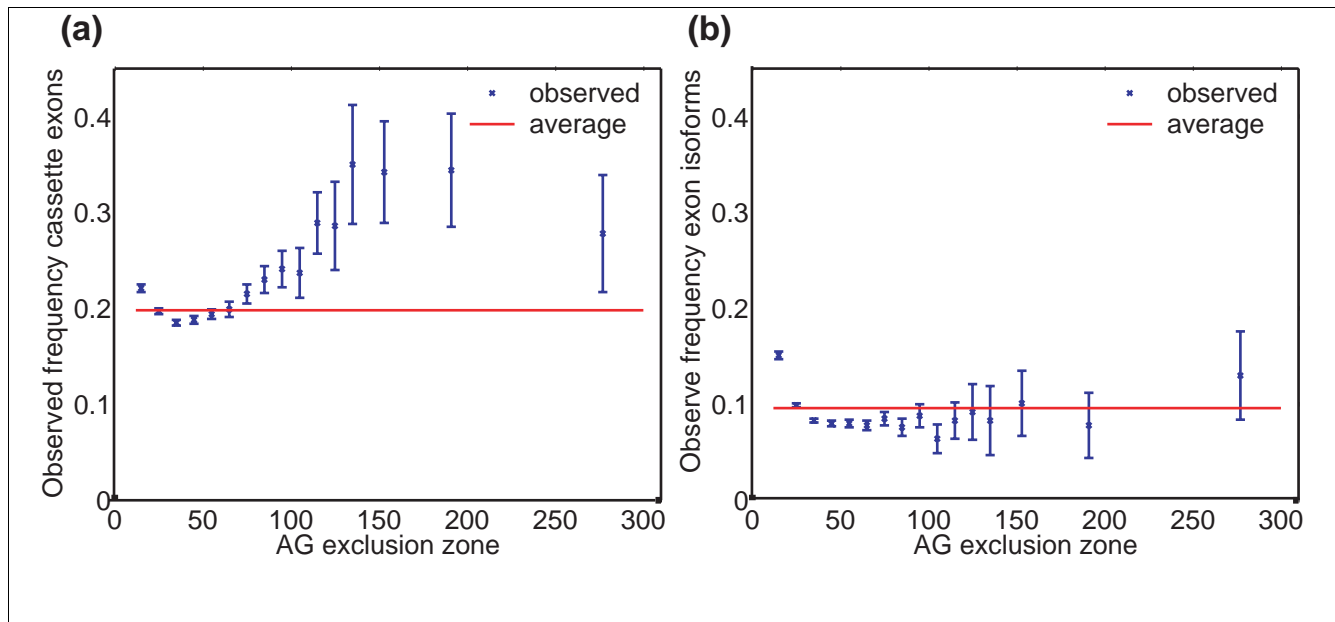 (a)
Observed frequency cassette exons
0.4
0.3
0.2
0.1
0
0 50 100 150 200 250 300
AG exclusion zone
observed
average
(b)
Observe frequency exon isoforms
0.4
0.3
0.2
0.1
0
0 50 100 150 200 250 300
AG exclusion zone
observed
average